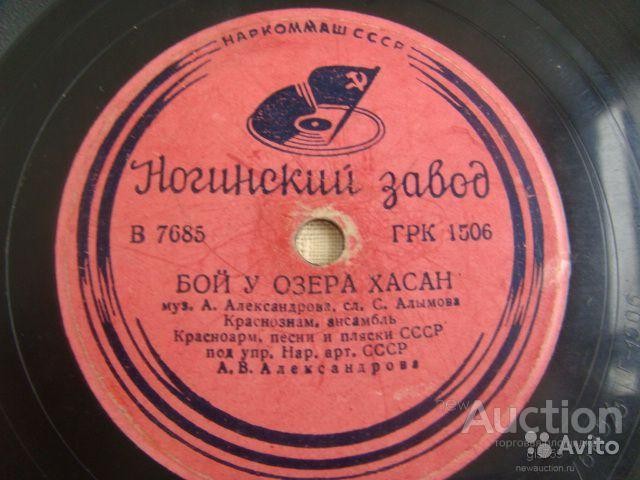 НАРКОММАШ СССР
Ногинский завод
В 7685 ГРК 1506
БОЙ У ОЗЕРА ХАСАН
муз. А. Александрова, сл. С. Алымова
Краснознам. ансамбль
Красноарм. песни и пляски СССР
под упр. Нар. арт. СССР
А. В. Александрова
new Auction
Avito
newauction.ru